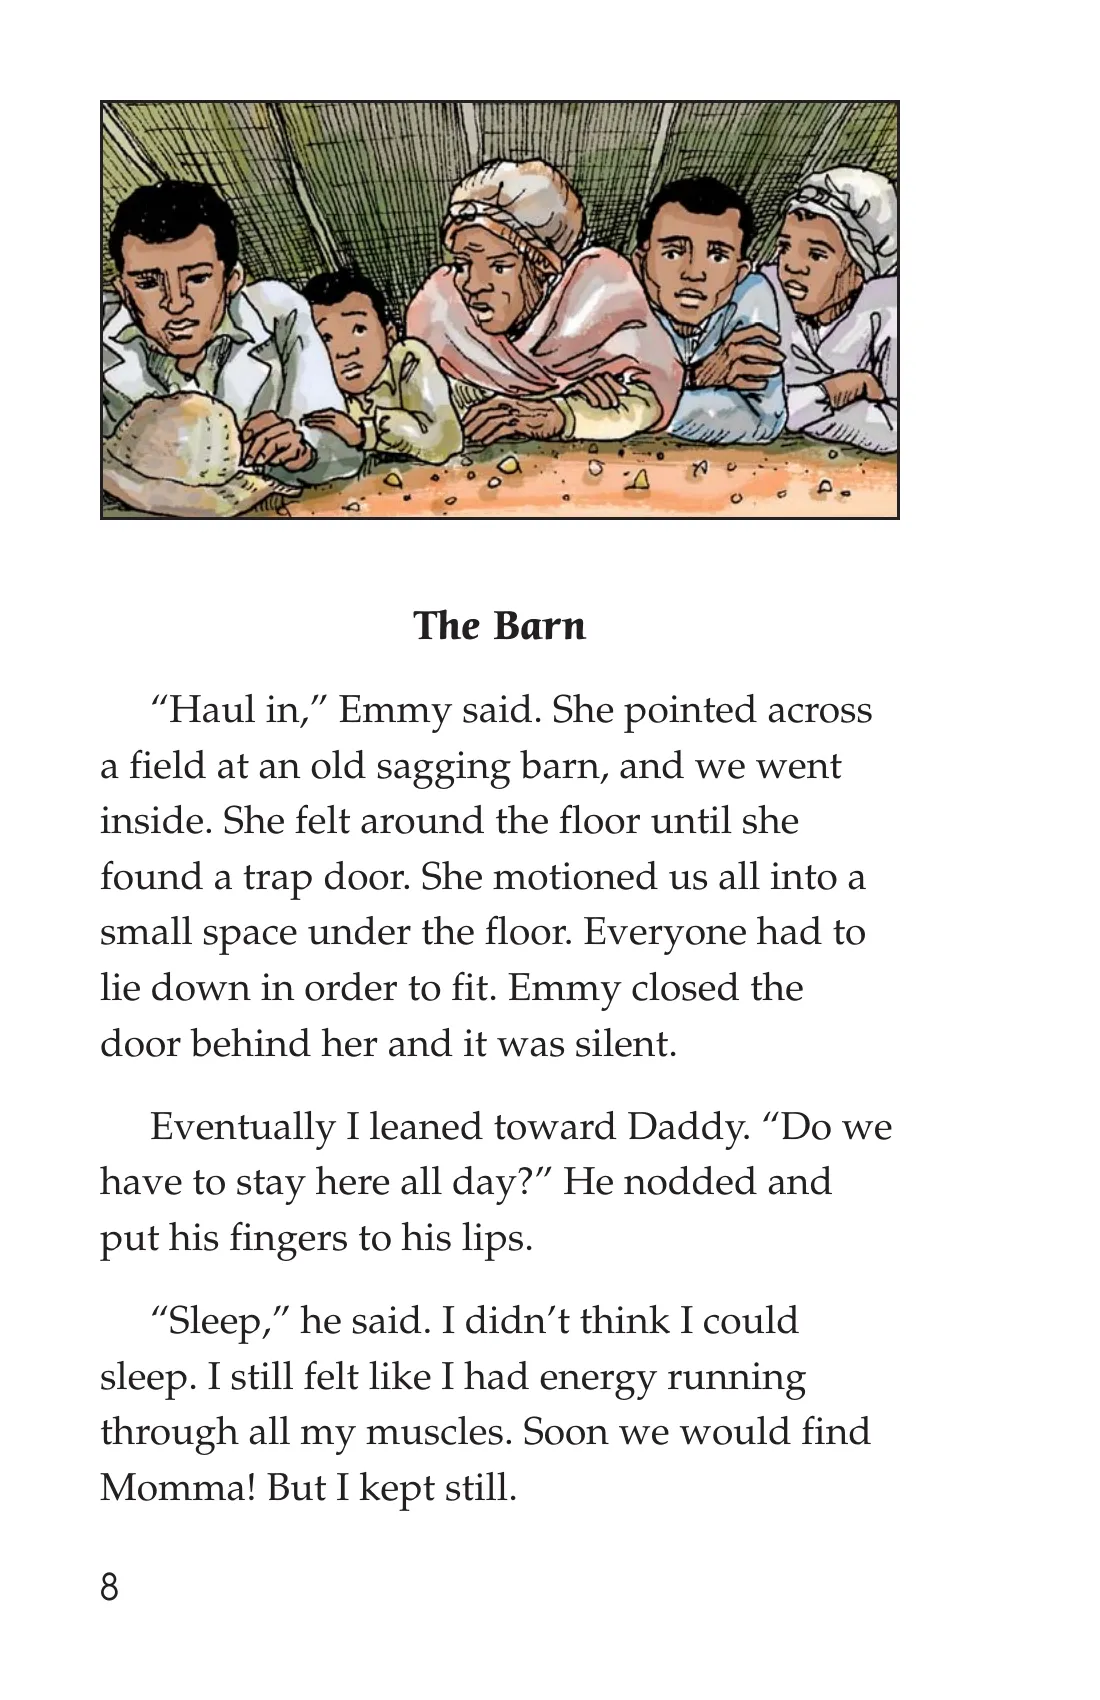 The Barn
“Haul in,” Emmy said. She pointed across
a field at an old sagging barn, and we went
inside. She felt around the floor until she
found a trap door. She motioned us all into a
small space under the floor. Everyone had to
lie down in order to fit. Emmy closed the
door behind her and it was silent.
Eventually I leaned toward Daddy. “Do we
have to stay here all day?” He nodded and
put his fingers to his lips.
“Sleep,” he said. I didn’t think I could
sleep. I still felt like I had energy running
through all my muscles. Soon we would find
Momma! But I kept still.
8